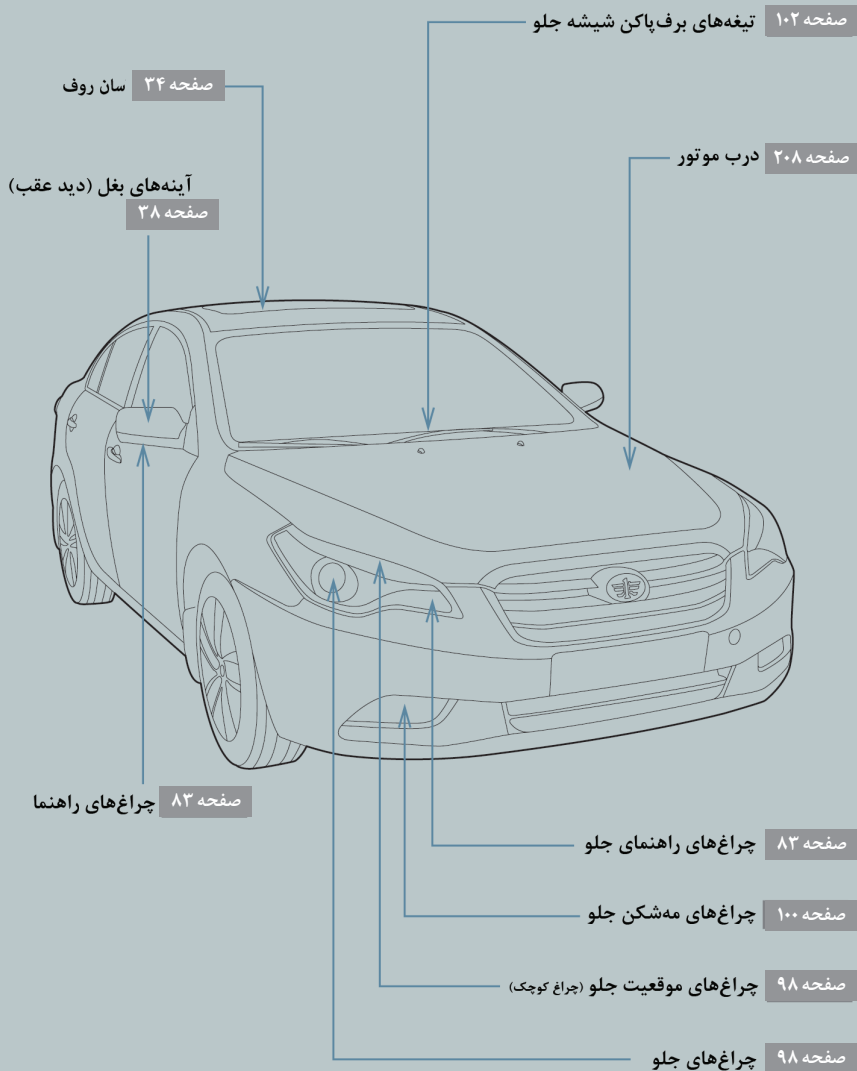 صفحه ۱۰۲ تیغه‌های برف‌پاکن شیشه جلو
صفحه ۳۴ سان روف
صفحه ۲۰۸ درب موتور
آینه‌های بغل (دید عقب)
صفحه ۳۸
صفحه ۸۳ چراغ‌های راهنما
صفحه ۸۳ چراغ‌های راهنمای جلو
صفحه ۱۰۰ چراغ‌های مه‌شکن جلو
صفحه ۹۸ چراغ‌های موقعیت جلو (چراغ کوچک)
صفحه ۹۸ چراغ‌های جلو